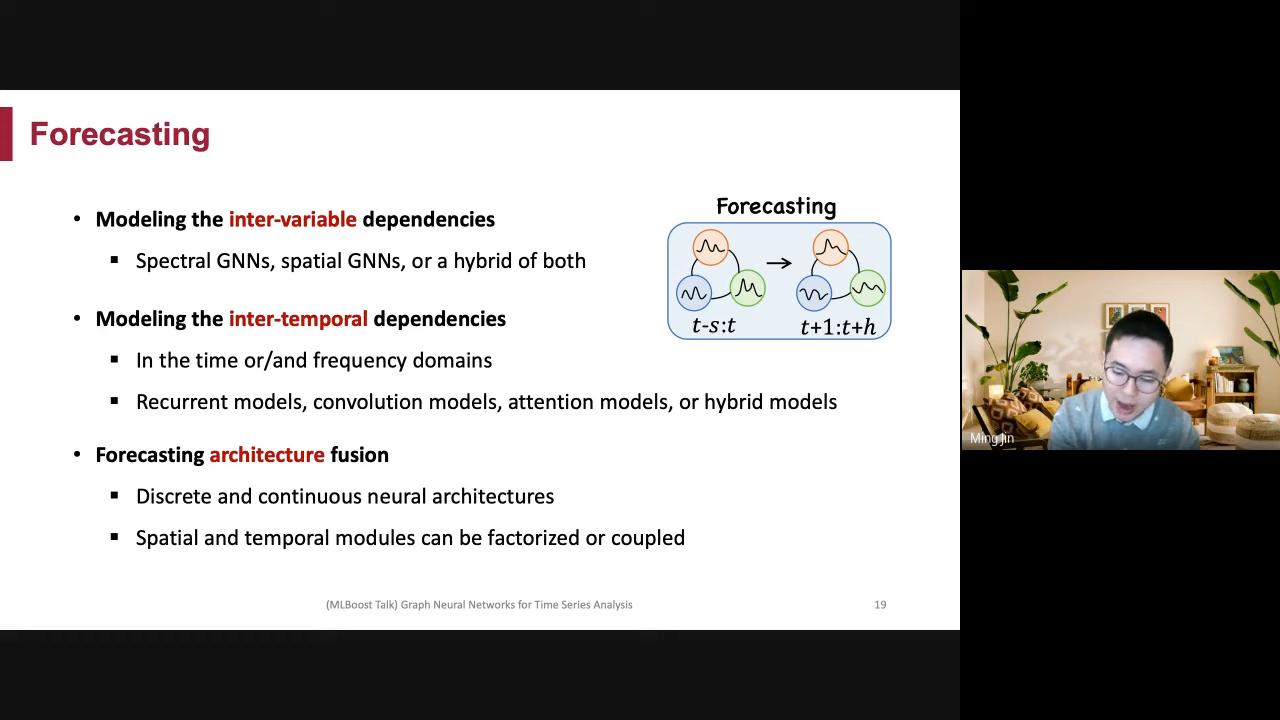 Forecasting
• Modeling the inter-variable dependencies
▪ Spectral GNNs, spatial GNNs, or a hybrid of both
• Modeling the inter-temporal dependencies
▪ In the time or/and frequency domains
▪ Recurrent models, convolution models, attention models, or hybrid models
• Forecasting architecture fusion
▪ Discrete and continuous neural architectures
▪ Spatial and temporal modules can be factorized or coupled
Forecasting
t-s:t
t+1:t+h
(MLBoost Talk) Graph Neural Networks for Time Series Analysis
19
Ming Jin